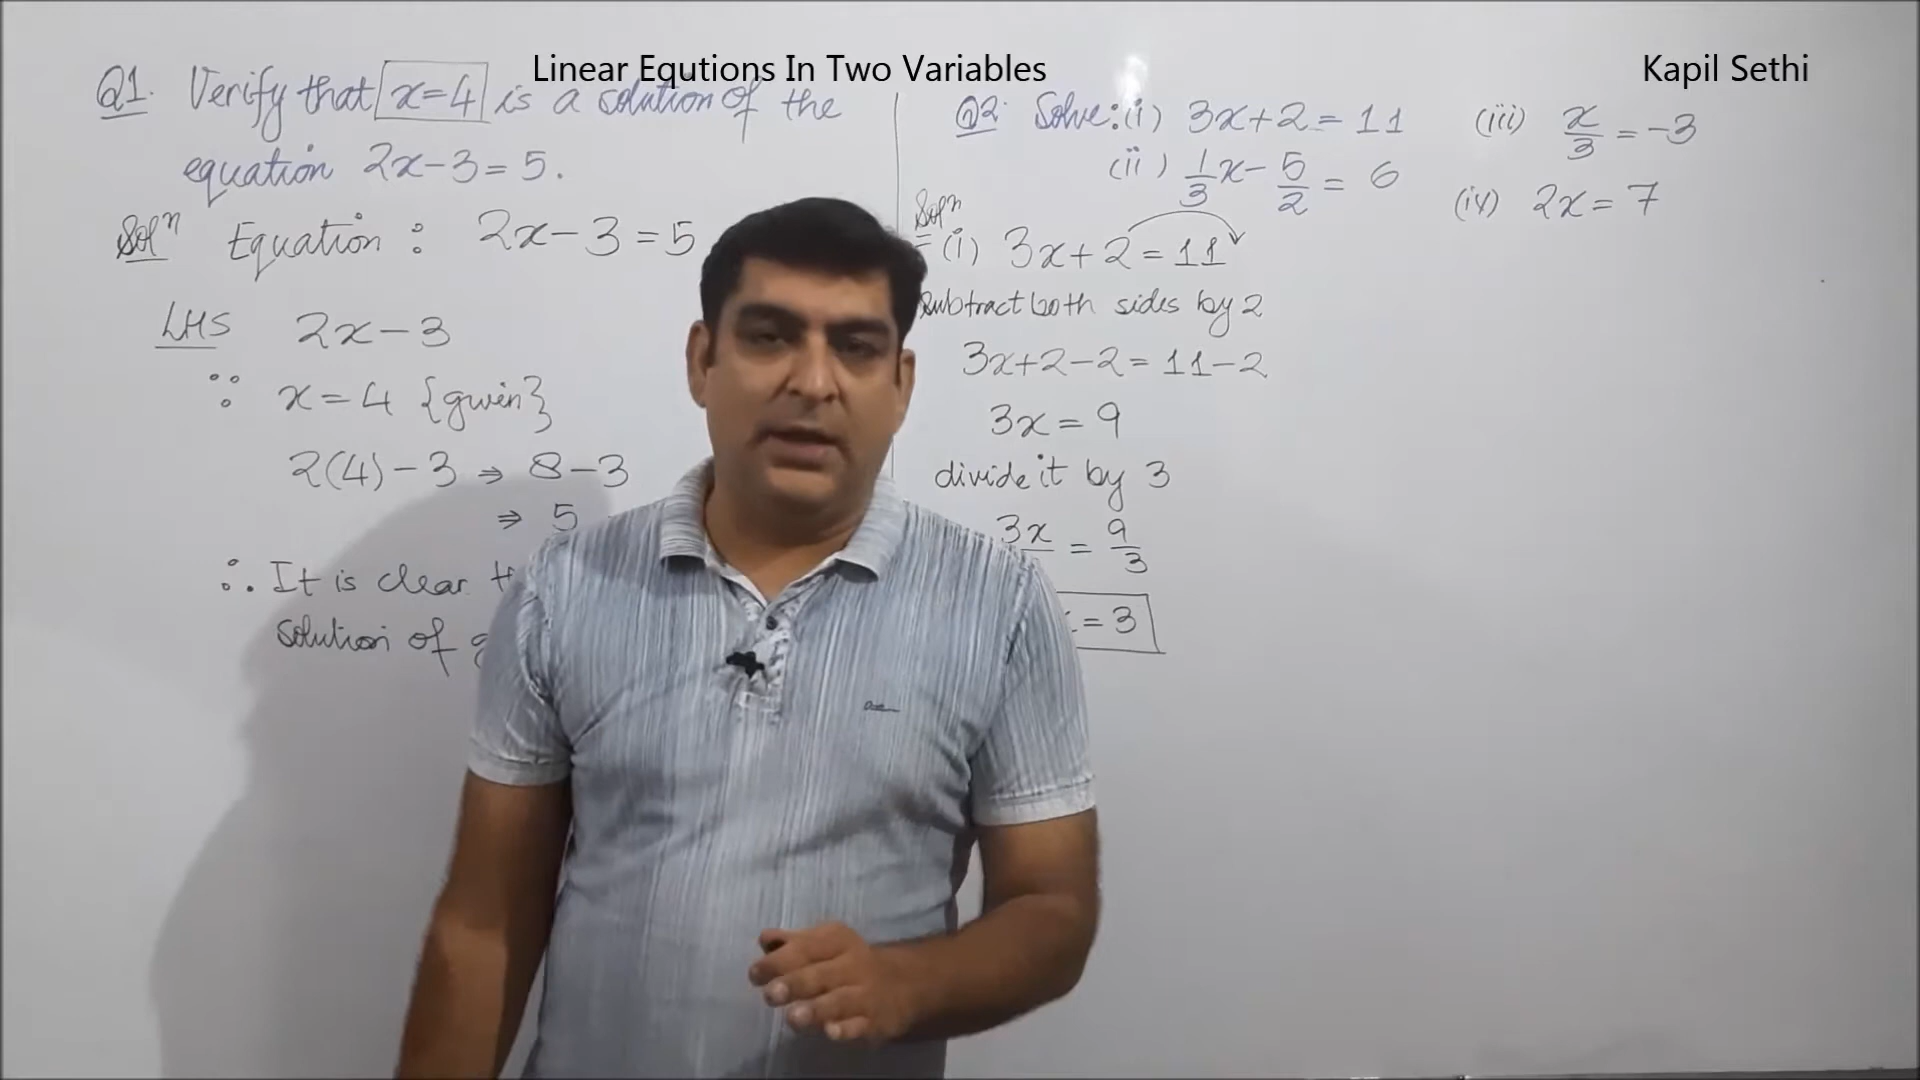 Linear Equtions In Two Variables
Kapil Sethi
Q1. Verify that x=4 is a solution of the
equation 2x-3=5.
Solⁿ Equation : 2x-3=5
LHS 2x-3
∵ x=4 {given}
2(4)-3 ⇒ 8-3
⇒ 5
∴ It is clear
solution of
Q2. Solve: (i) 3x+2=11 (iii) x/3=-3
(ii) 1/3x-5/2=6 (iv) 2x=7
Solⁿ
(i) 3x+2=11
subtract both sides by 2
3x+2-2=11-2
3x=9
divide it by 3
3x = 9/3
=3